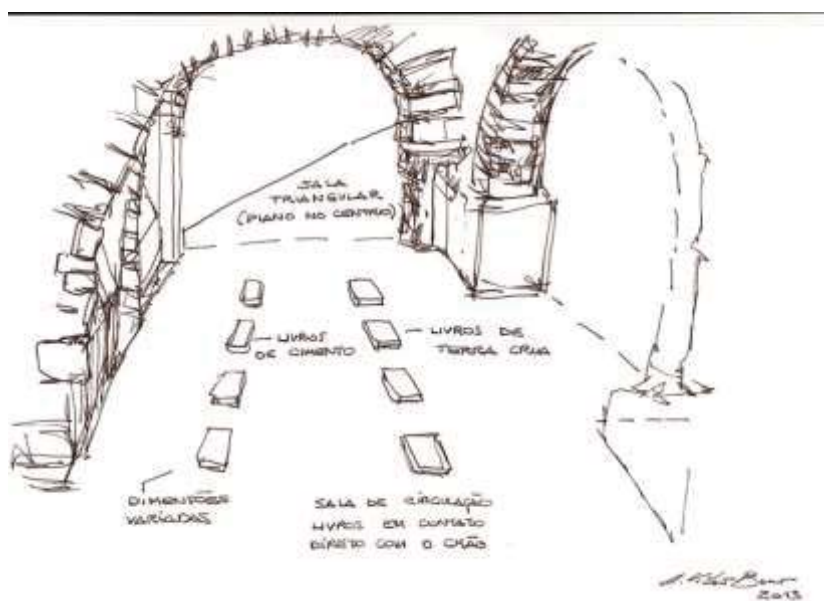 SALA
TRIANGULAR
(PIANO NO CENTRO)
LIVROS
DE CIMENTO
LIVROS DE
TERRA CRUA
DIMENSÕES
VARIADAS
SALA DE CIRCULAÇÃO
LIVROS EM CONTATO
DIRETO COM O CHÃO
2013